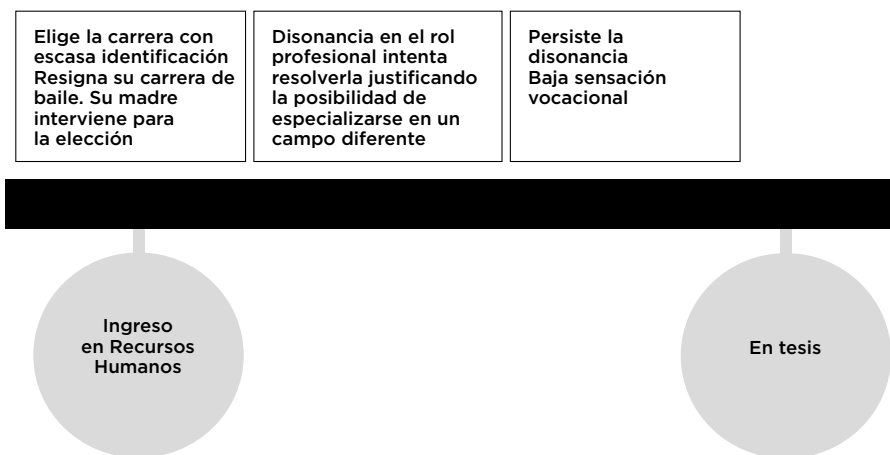 Elige la carrera con
escasa identificación
Resigna su carrera de
baile. Su madre
interviene para
la elección
Disonancia en el rol
profesional intenta
resolverla justificando
la posibilidad de
especializarse en un
campo diferente
Persiste la
disonancia
Baja sensación
vocacional
Ingreso
en Recursos
Humanos
En tesis